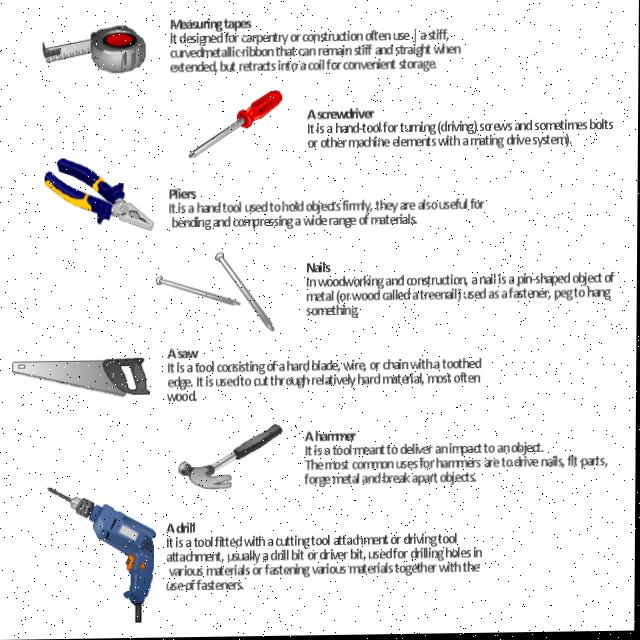 Measuring tapes
It designed for carpentry or construction often use a stiff,
curved metallic ribbon that can remain stiff and straight when
extended, but retracts into a coil for convenient storage.
A screwdriver
It is a hand-tool for turning (driving) screws and sometimes bolts
or other machine elements with a mating drive system).
Pliers
It is a hand tool used to hold objects firmly, they are also useful for
bending and compressing a wide range of materials.
Nails
In woodworking and construction, a nail is a pin-shaped object of
metal (or wood called a treenail) used as a fastener, peg to hang
something.
A saw
It is a tool consisting of a hard blade, wire, or chain with a toothed
edge. It is used to cut through relatively hard material, most often
wood.
A hammer
It is a tool meant to deliver an impact to an object.
The most common uses for hammers are to drive nails, fit parts,
forge metal and break apart objects.
A drill
It is a tool fitted with a cutting tool attachment or driving tool
attachment, usually a drill bit or driver bit, used for drilling holes in
various materials or fastening various materials together with the
use of fasteners.